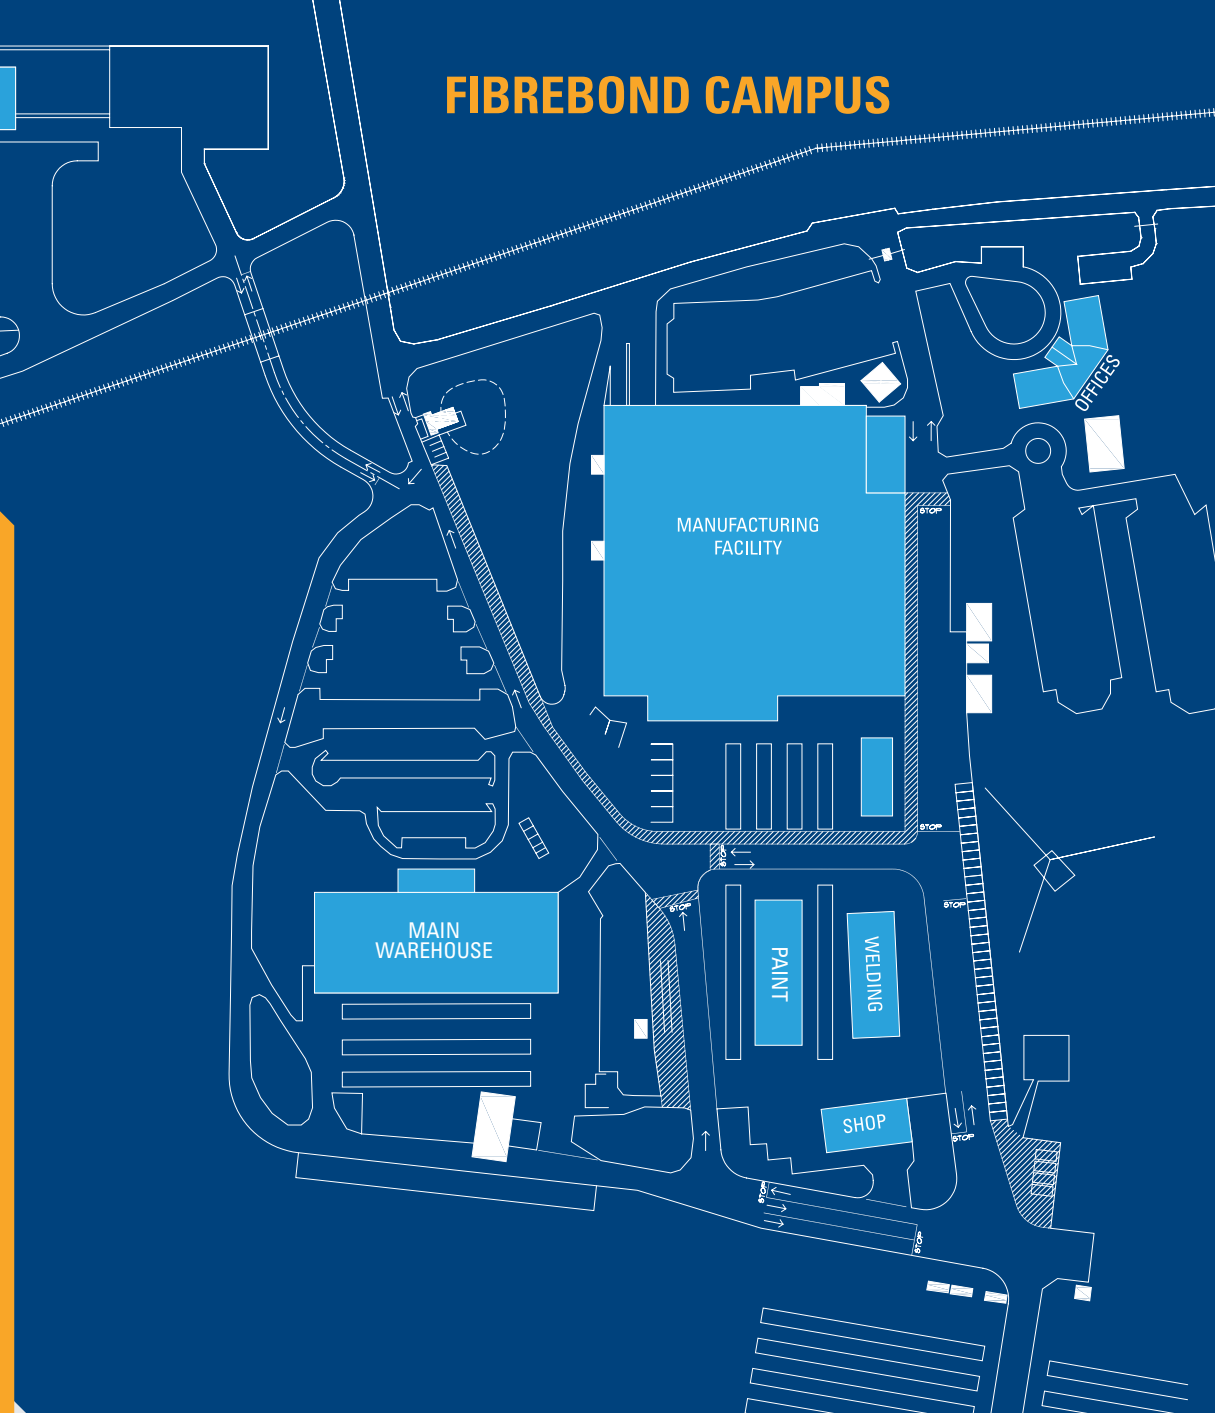 FIBREBOND CAMPUS
OFFICES
STOP
MANUFACTURING
FACILITY
STOP
STOP
STOP
STOP
MAIN
WAREHOUSE
PAINT
WELDING
SHOP
STOP
STOP
STOP